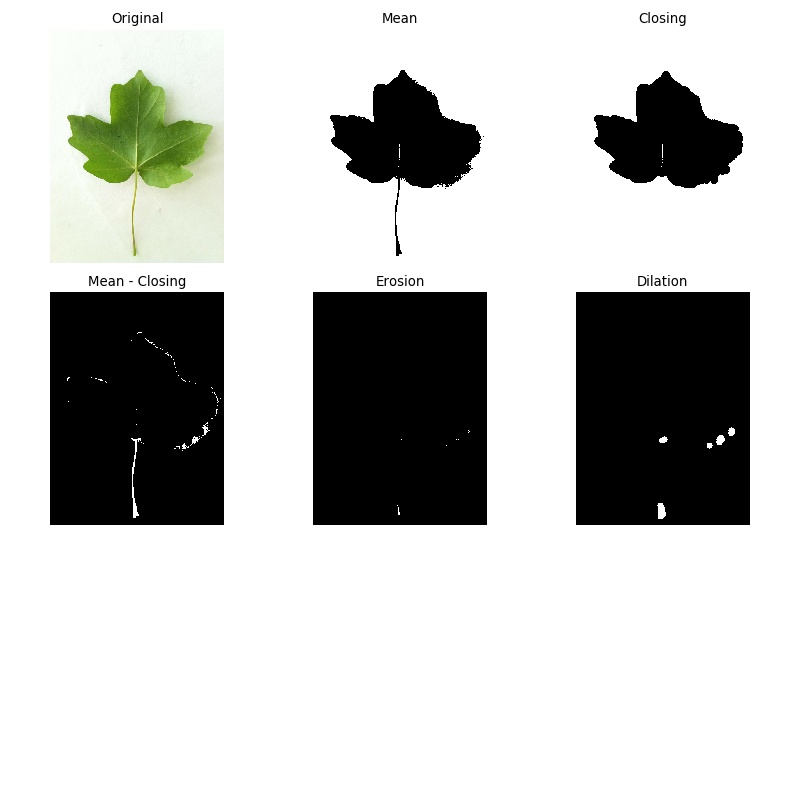 Original
Mean
Closing
Mean - Closing
Erosion
Dilation